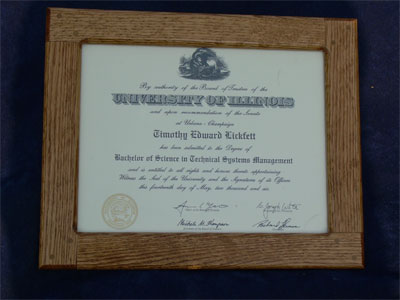 By authority of the Board of Trustees of the
UNIVERSITY OF ILLINOIS
and upon recommendation of the Senate
at Urbana-Champaign
Timothy Edward Lickfett
has been admitted to the Degree of
Bachelor of Science in Technical Systems Management
and is entitled to all rights and honors thereto appertaining
Witness the Seal of the University and the Signatures of its Officers
this fourteenth day of May, two thousand and six